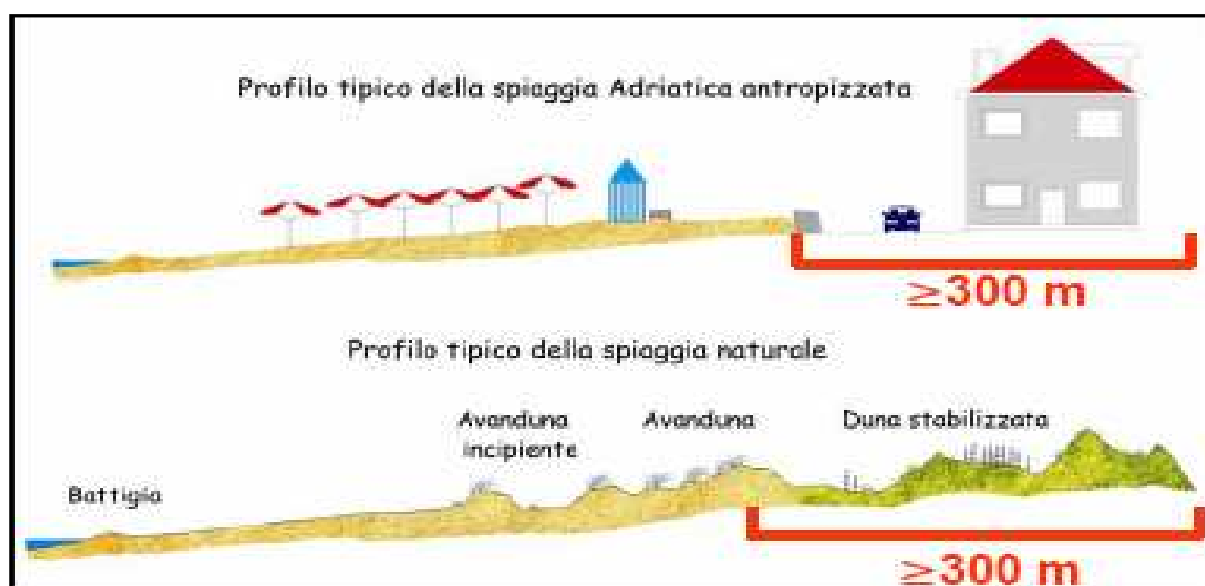 Profilo tipico della spiaggia Adriatica antropizzata
≥300 m
Profilo tipico della spiaggia naturale
Avanduna
incipiente
Avanduna
Duna stabilizzata
Battigia
≥300 m